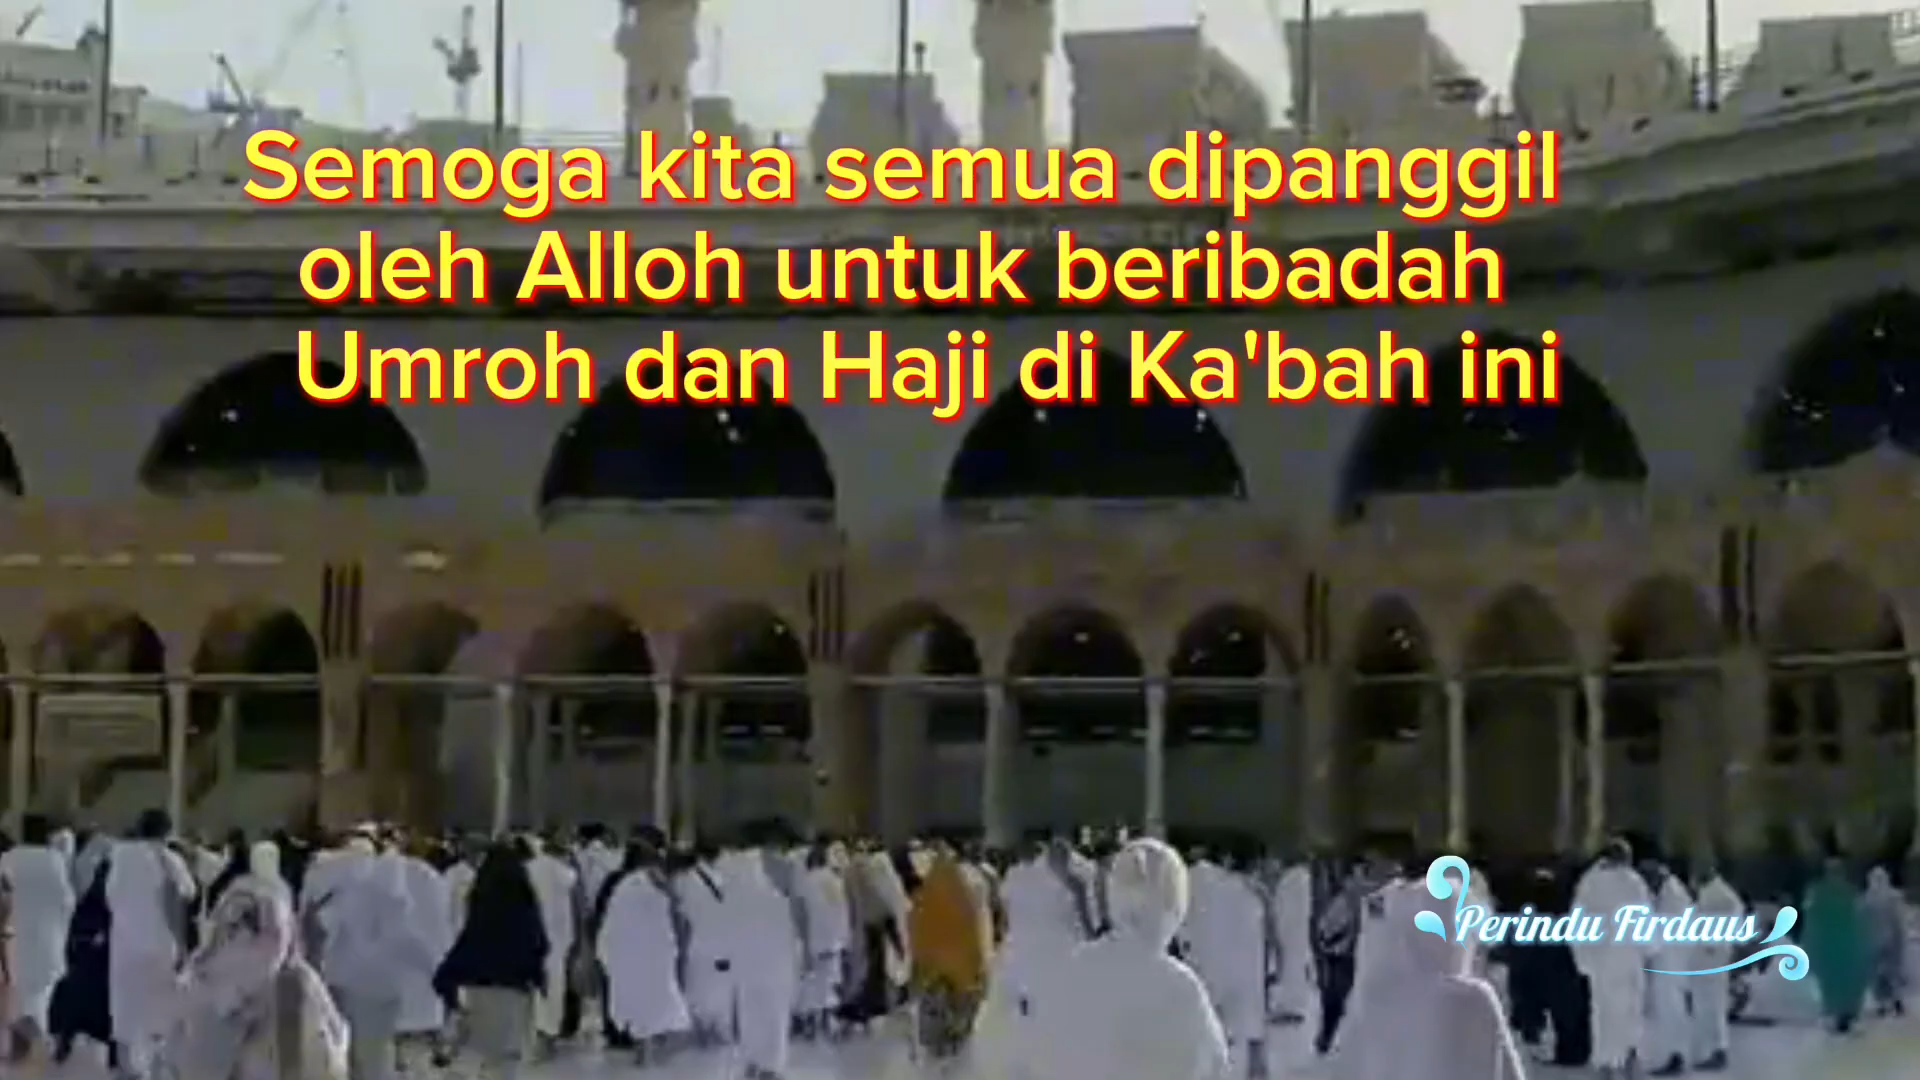 Semoga kita semua dipanggil
oleh Alloh untuk beribadah
Umroh dan Haji di Ka'bah ini
Perindu Firdaus